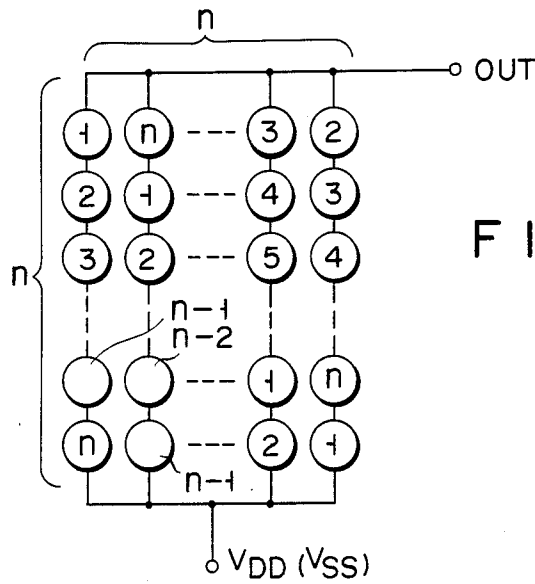 n
OUT
1 n --- 3 2
2 1 --- 4 3
F I
3 2 --- 5 4
n
n-1
n-2
--- 1 n
n --- 2 1
n-1
VDD (VSS)